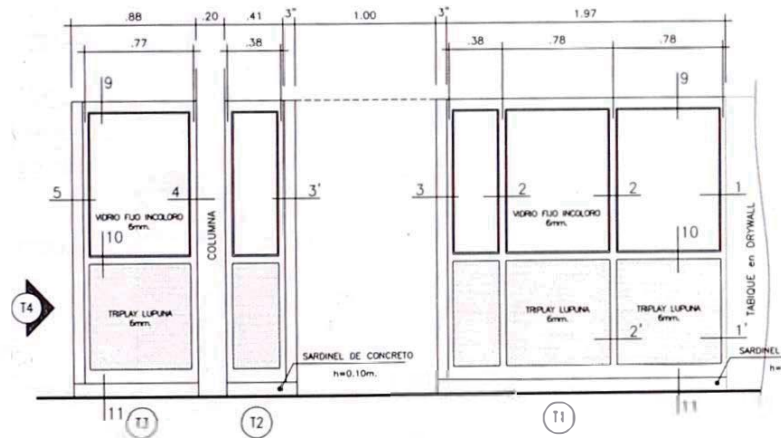 .88 .20 .41 3" 1.00 3" 1.97
.77 .38 .38 .78 .78
9 9
5 4 3' 3 2 2 1
VIDRIO FIJO INCOLORO
6mm.
VIDRIO FIJO INCOLORO
6mm.
COLUMNA
10 10
TABIQUE en DRYWALL
T4
TRIPLAY LUPUNA
6mm.
TRIPLAY LUPUNA
6mm.
TRIPLAY LUPUNA
6mm.
2' 1'
SARDINEL DE CONCRETO
h=0.10m.
SARDINEL
h=
11 T3 T2 T1 11